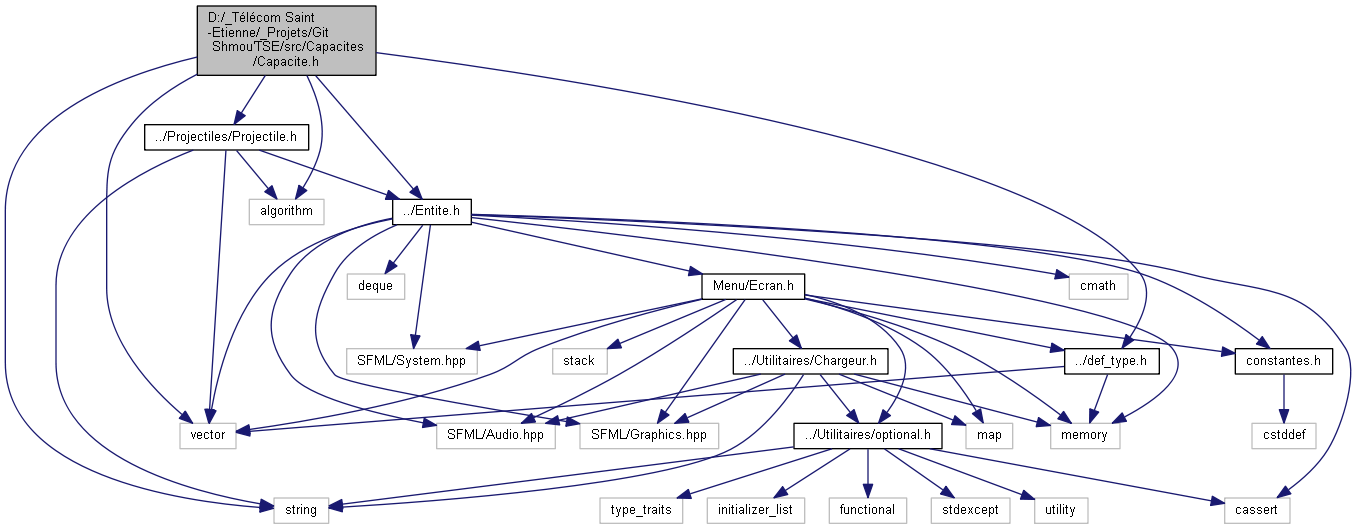 D:/_Télécom Saint
-Etienne/_Projets/Git
Shmou'TSE/src/Capacites
/Capacite.h
../Projectiles/Projectile.h
algorithm
../Entite.h
deque
Menu/Ecran.h
cmath
SFML/System.hpp
stack
../Utilitaires/Chargeur.h
../def_type.h
constantes.h
vector
SFML/Audio.hpp
SFML/Graphics.hpp
../Utilitaires/optional.h
map
memory
cstddef
string
type_traits
initializer_list
functional
stdexcept
utility
cassert